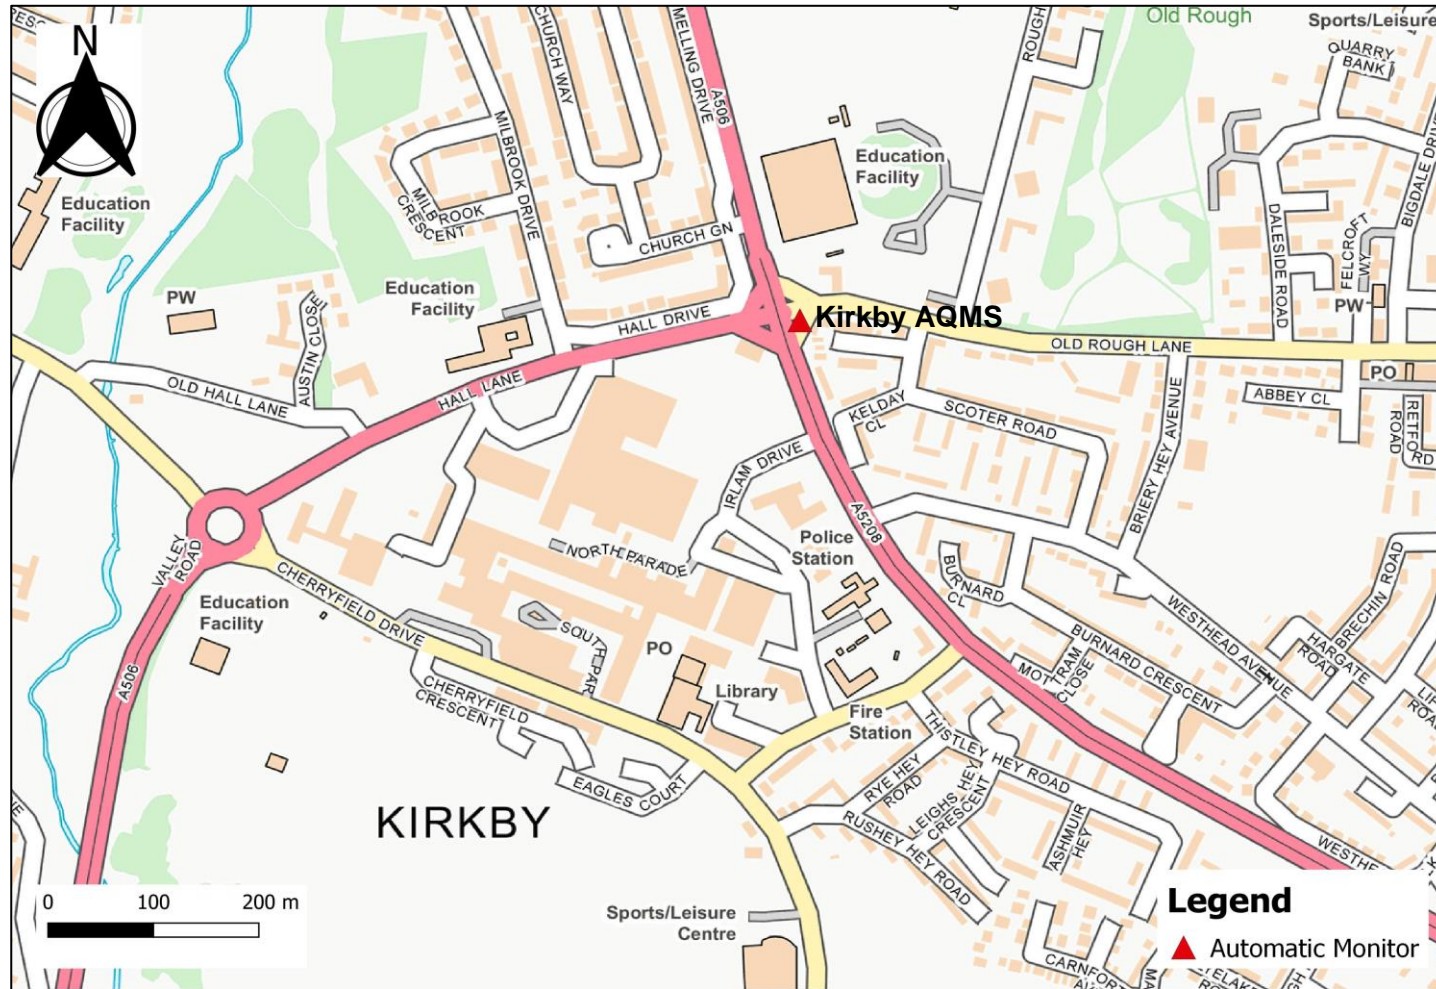 N
Old Rough
Sports/Leisure
QUARRY
BANK
ROUGH
CHURCH WAY
MELLING DRIVE
A506
MILBROOK DRIVE
BIGDALE DRIVE
Education
Facility
Education
Facility
MILBROOK
CRESCENT
CHURCH GN
DALESIDE ROAD
FELCROFT
WY
PW
Education
Facility
PW
AUSTIN CLOSE
HALL DRIVE
Kirkby AQMS
OLD ROUGH LANE
PO
OLD HALL LANE
HALL LANE
KELDAY
CL
SCOTER ROAD
ABBEY CL
RETFORD
ROAD
BRIERY HEY AVENUE
IRLAM DRIVE
A5208
Police
Station
NORTH PARADE
VALLEY
ROAD
CHERRYFIELD DRIVE
BURNARD
CL
BRECHIN ROAD
Education
Facility
WESTHEAD AVENUE
HARGATE
ROAD
SOUTH PAR
PO
BURNARD CRESCENT
MOTTRAM
CLOSE
A506
CHERRYFIELD
CRESCENT
Library
Fire
Station
THISTLEY HEY ROAD
RYE HEY
ROAD
LEIGHS HEY
CRESCENT
EAGLES COURT
RUSHEY HEY ROAD
ASHMUIR
HEY
KIRKBY
WESTHE
0 100 200 m
Sports/Leisure
Centre
CARNFORT
Legend
Automatic Monitor